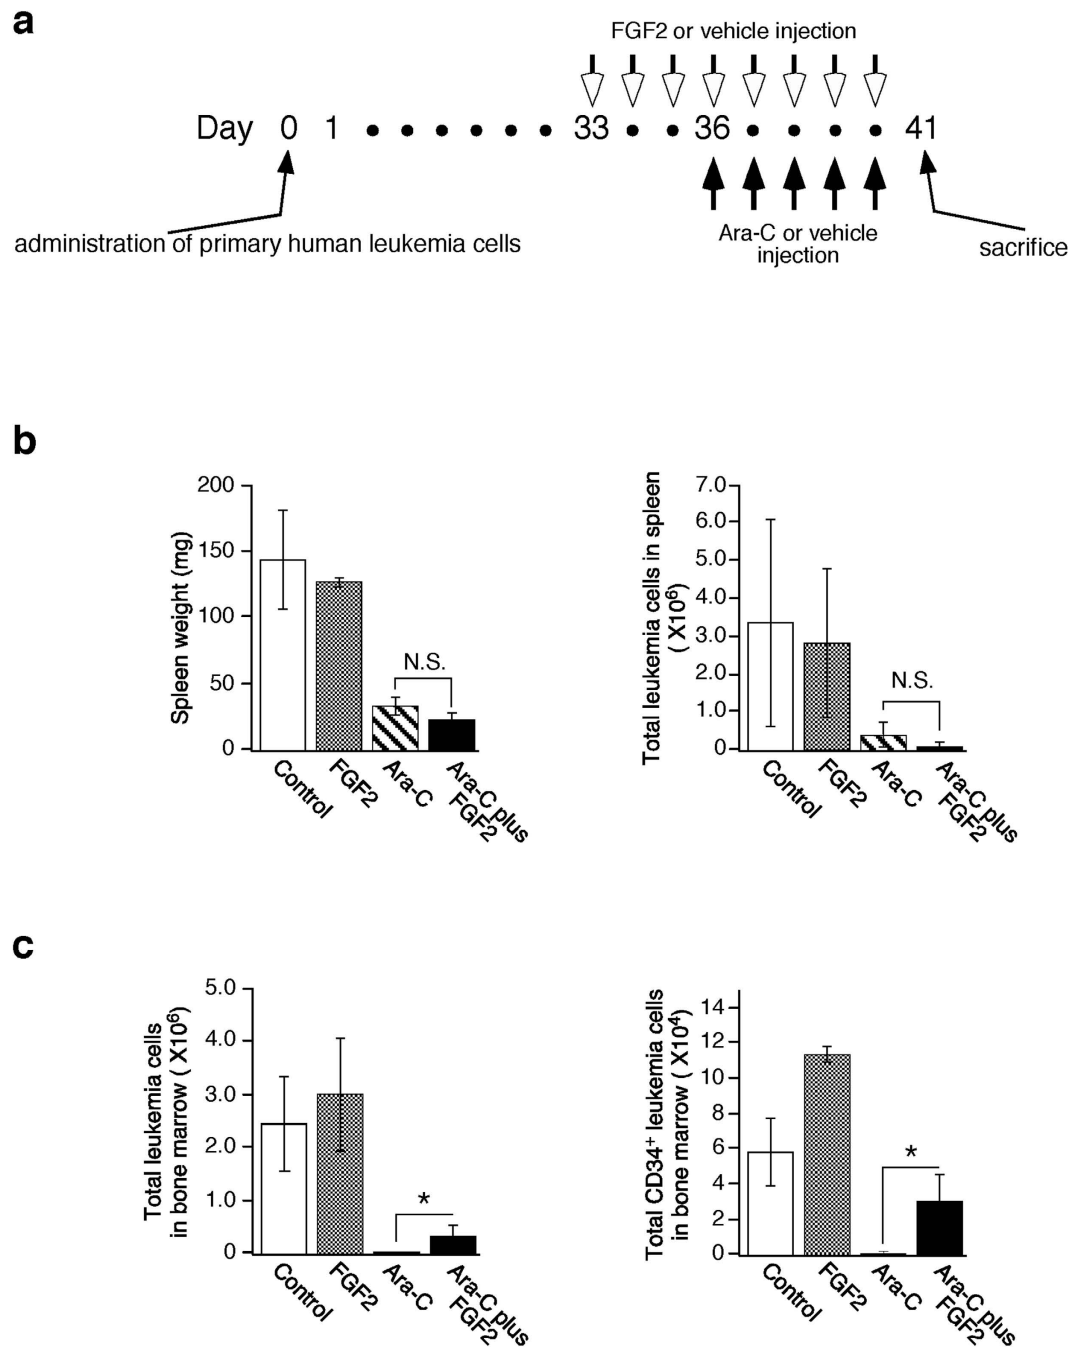 a
FGF2 or vehicle injection
Day 0 1 33 36 41
administration of primary human leukemia cells
Ara-C or vehicle
injection
sacrifice
b
Spleen weight (mg)
200
150
100
50
0
N.S.
Control
FGF2
Ara-C
Ara-C plus
FGF2
Total leukemia cells in spleen
( X10⁶)
7.0
6.0
5.0
4.0
3.0
2.0
1.0
0
N.S.
Control
FGF2
Ara-C
Ara-C plus
FGF2
c
Total leukemia cells
in bone marrow ( X10⁶)
5.0
4.0
3.0
2.0
1.0
0
*
Control
FGF2
Ara-C
Ara-C plus
FGF2
Total CD34⁺ leukemia cells
in bone marrow ( X10⁴)
14
12
10
8
6
4
2
0
*
Control
FGF2
Ara-C
Ara-C plus
FGF2